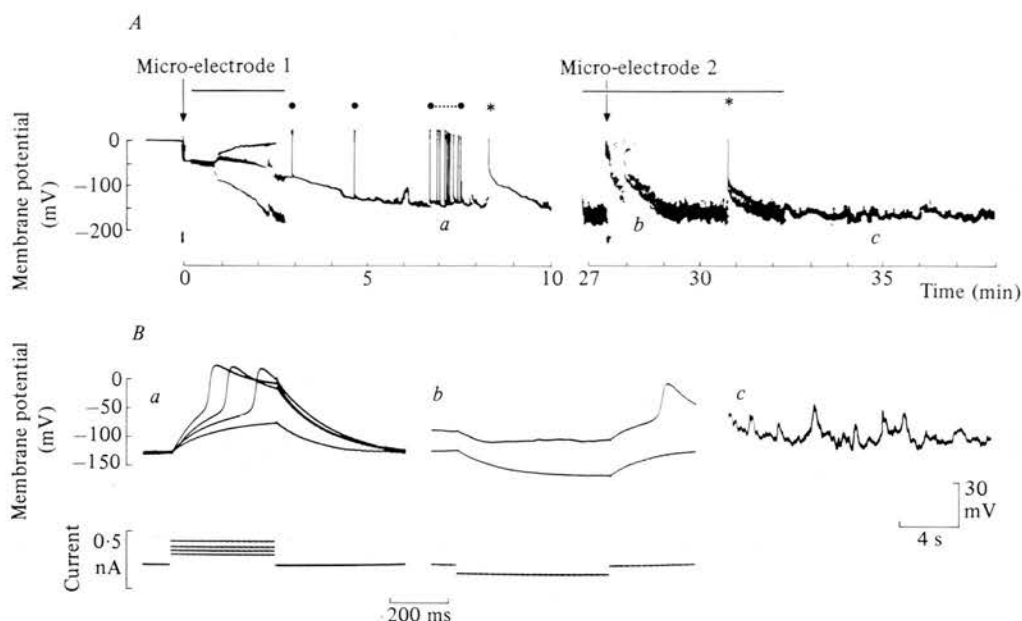 A
Micro-electrode 1
Micro-electrode 2
*
*
Membrane potential
(mV)
0
−100
−200
a
b
c
0
5
10
27
30
35
Time (min)
B
Membrane potential
(mV)
0
−50
−100
−150
a
b
c
30
mV
4 s
Current
0·5
nA
200 ms